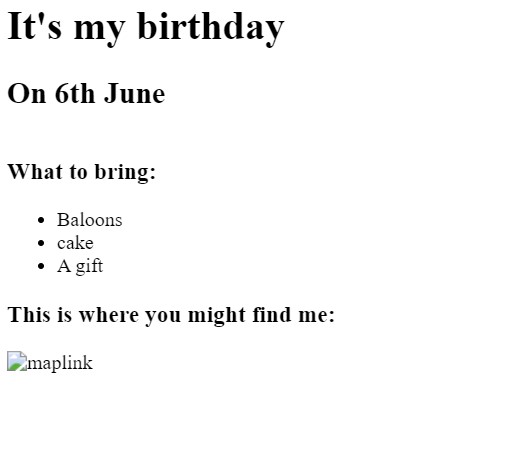 It's my birthday
On 6th June
What to bring:
Baloons
cake
A gift
This is where you might find me:
maplink